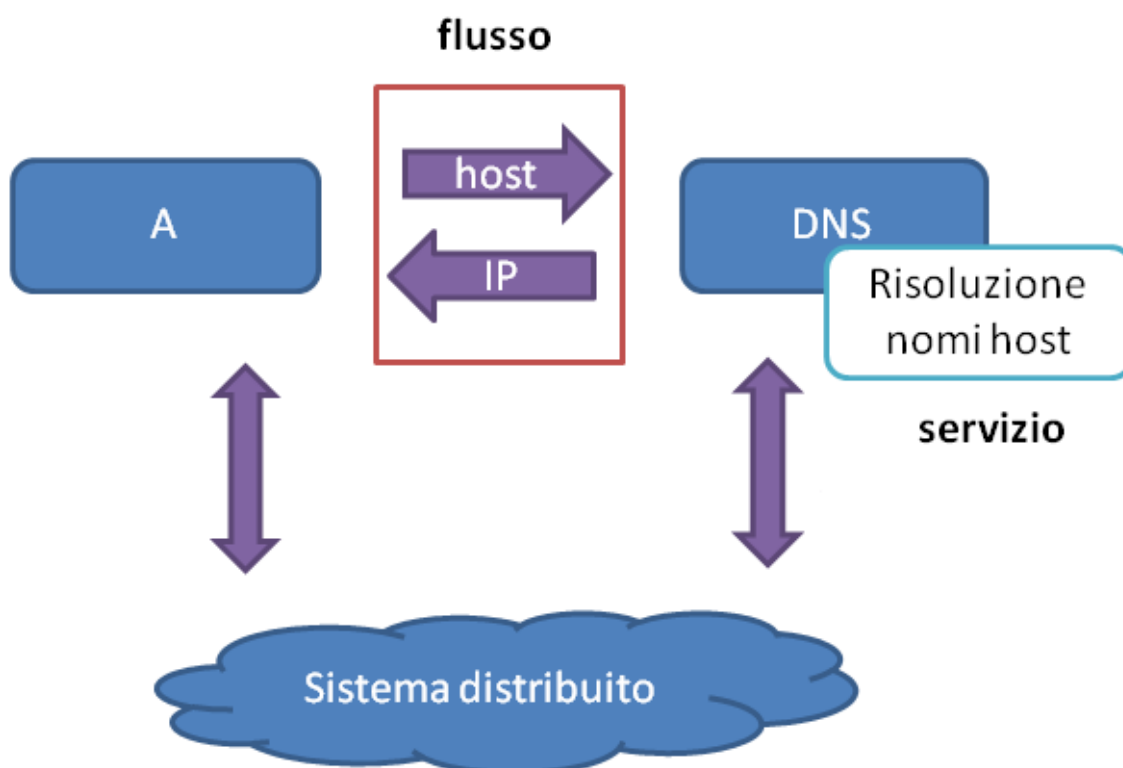 flusso
A
host
IP
DNS
Risoluzione
nomi host
servizio
Sistema distribuito